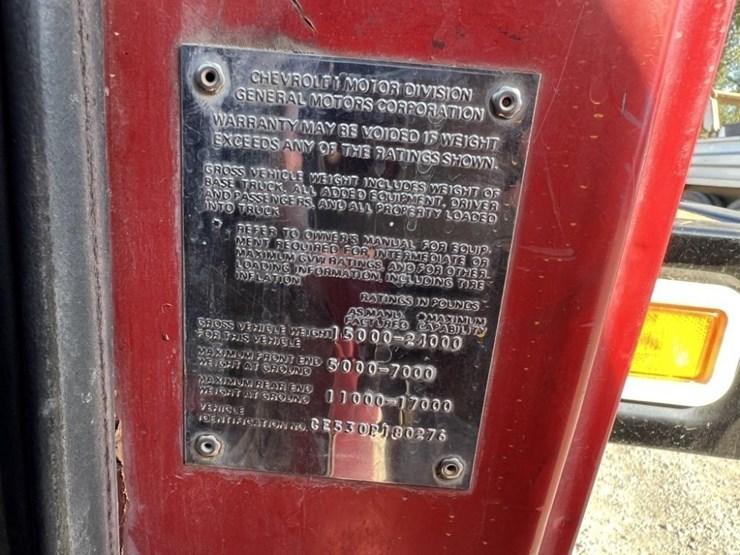 CHEVROLET MOTOR DIVISION
GENERAL MOTORS CORPORATION
WARRANTY MAY BE VOIDED IF WEIGHT
EXCEEDS ANY OF THE RATINGS SHOWN.
GROSS VEHICLE WEIGHT INCLUDES WEIGHT OF
BASE TRUCK, ALL ADDED EQUIPMENT, DRIVER
AND PASSENGERS, AND ALL PROPERTY LOADED
INTO TRUCK
REFER TO OWNER'S MANUAL FOR EQUIP-
MENT REQUIRED FOR INTERMEDIATE OR
MAXIMUM GVW RATINGS, AND FOR OTHER
LOADING INFORMATION, INCLUDING TIRE
INFLATION
RATINGS IN POUNDS
AS MANU- MAXIMUM
FACTURED CAPABILITY
GROSS VEHICLE WEIGHT 15000-21000
FOR THIS VEHICLE
MAXIMUM FRONT END 5000-7000
WEIGHT AT GROUND
MAXIMUM REAR END 11000-17000
WEIGHT AT GROUND
VEHICLE
IDENTIFICATION NO. CE530P180276